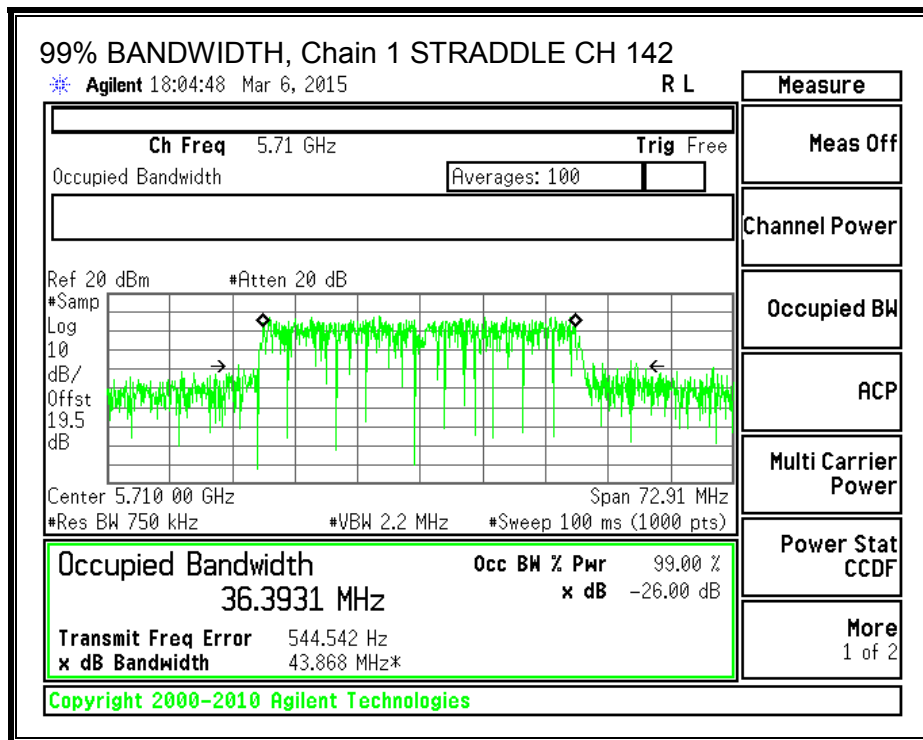 99% BANDWIDTH, Chain 1 STRADDLE CH 142
Agilent 18:04:48 Mar 6, 2015 R L
Measure
Ch Freq 5.71 GHz Trig Free
Occupied Bandwidth Averages: 100
Ref 20 dBm #Atten 20 dB
#Samp
Log
10
dB/
Offst
19.5
dB
Center 5.710 00 GHz Span 72.91 MHz
#Res BW 750 kHz #VBW 2.2 MHz #Sweep 100 ms (1000 pts)
Occupied Bandwidth Occ BW % Pwr 99.00 %
36.3931 MHz x dB -26.00 dB
Transmit Freq Error 544.542 Hz
x dB Bandwidth 43.868 MHz*
Copyright 2000-2010 Agilent Technologies
Meas Off
Channel Power
Occupied BW
ACP
Multi Carrier
Power
Power Stat
CCDF
More
1 of 2